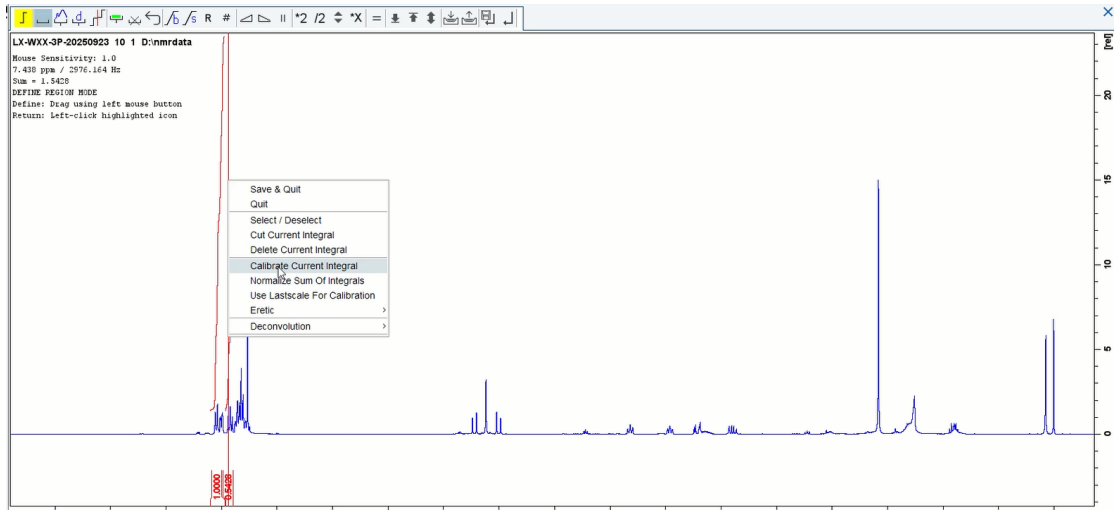 R # *2 /2 *X =
LX-WXX-3P-20250923 10 1 D:\nmrdata
Mouse Sensitivity: 1.0
7.438 ppm / 2976.164 Hz
Sum = 1.5428
DEFINE REGION MODE
Define: Drag using left mouse button
Return: Left-click highlighted icon
Save & Quit
Quit
Select / Deselect
Cut Current Integral
Delete Current Integral
Calibrate Current Integral
Normalize Sum Of Integrals
Use Lastscale For Calibration
Eretic
Deconvolution
1.0000
0.5428
[rel]
20
15
10
5
0